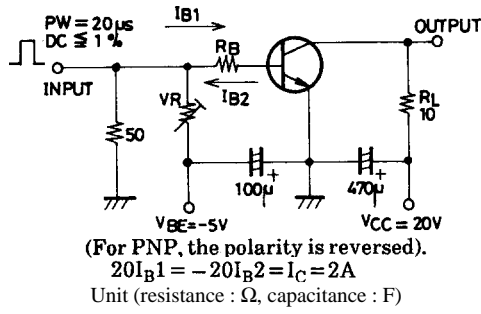 PW = 20μs
DC ≦ 1%
INPUT
IB1
RB
IB2
VR
50
100μ
+
470μ
+
OUTPUT
RL
10
VBE = -5V
VCC = 20V
(For PNP, the polarity is reversed).
20IB1 = -20IB2 = IC = 2A
Unit (resistance : Ω, capacitance : F)